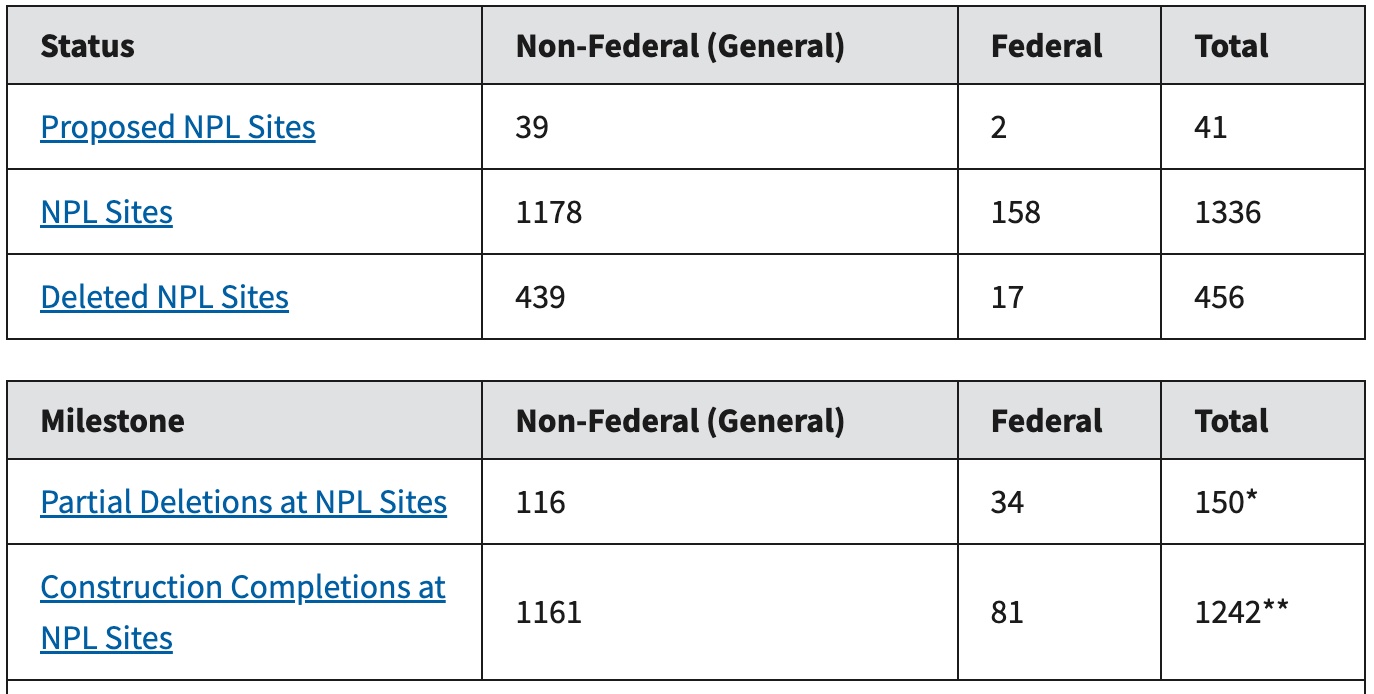 Status Non-Federal (General) Federal Total
Proposed NPL Sites 39 2 41
NPL Sites 1178 158 1336
Deleted NPL Sites 439 17 456
Milestone Non-Federal (General) Federal Total
Partial Deletions at NPL Sites 116 34 150*
Construction Completions at
NPL Sites 1161 81 1242**